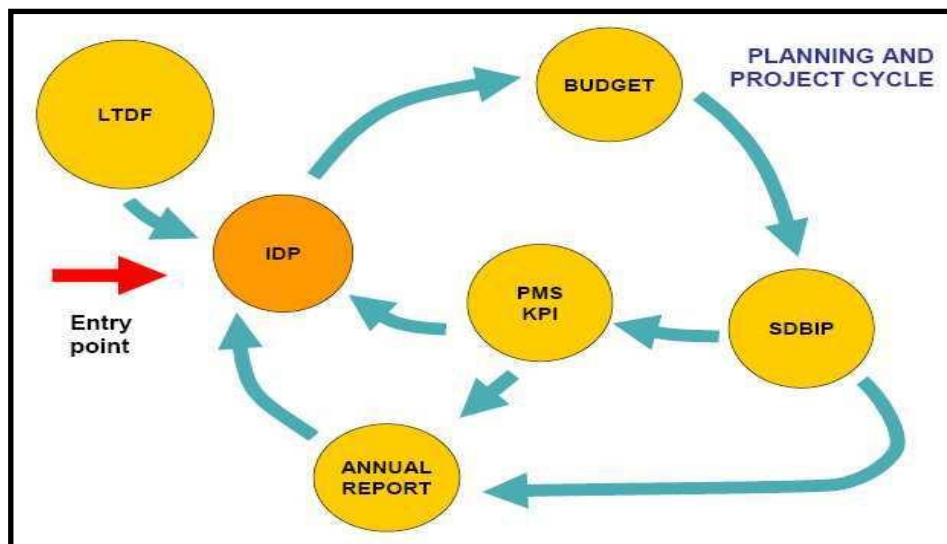 PLANNING AND
PROJECT CYCLE
BUDGET
LTDF
IDP
Entry
point
PMS
KPI
SDBIP
ANNUAL
REPORT